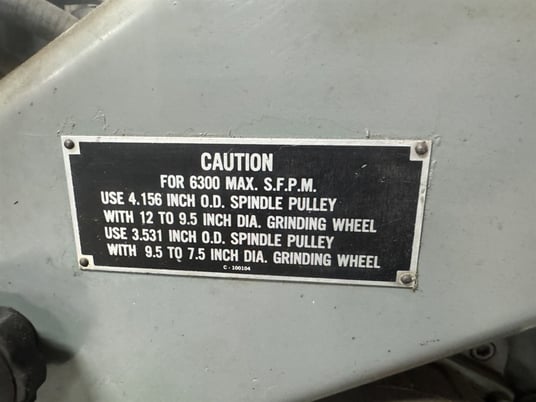 CAUTION
FOR 6300 MAX. S.F.P.M.
USE 4.156 INCH O.D. SPINDLE PULLEY
WITH 12 TO 9.5 INCH DIA. GRINDING WHEEL
USE 3.531 INCH O.D. SPINDLE PULLEY
WITH 9.5 TO 7.5 INCH DIA. GRINDING WHEEL
C-100104